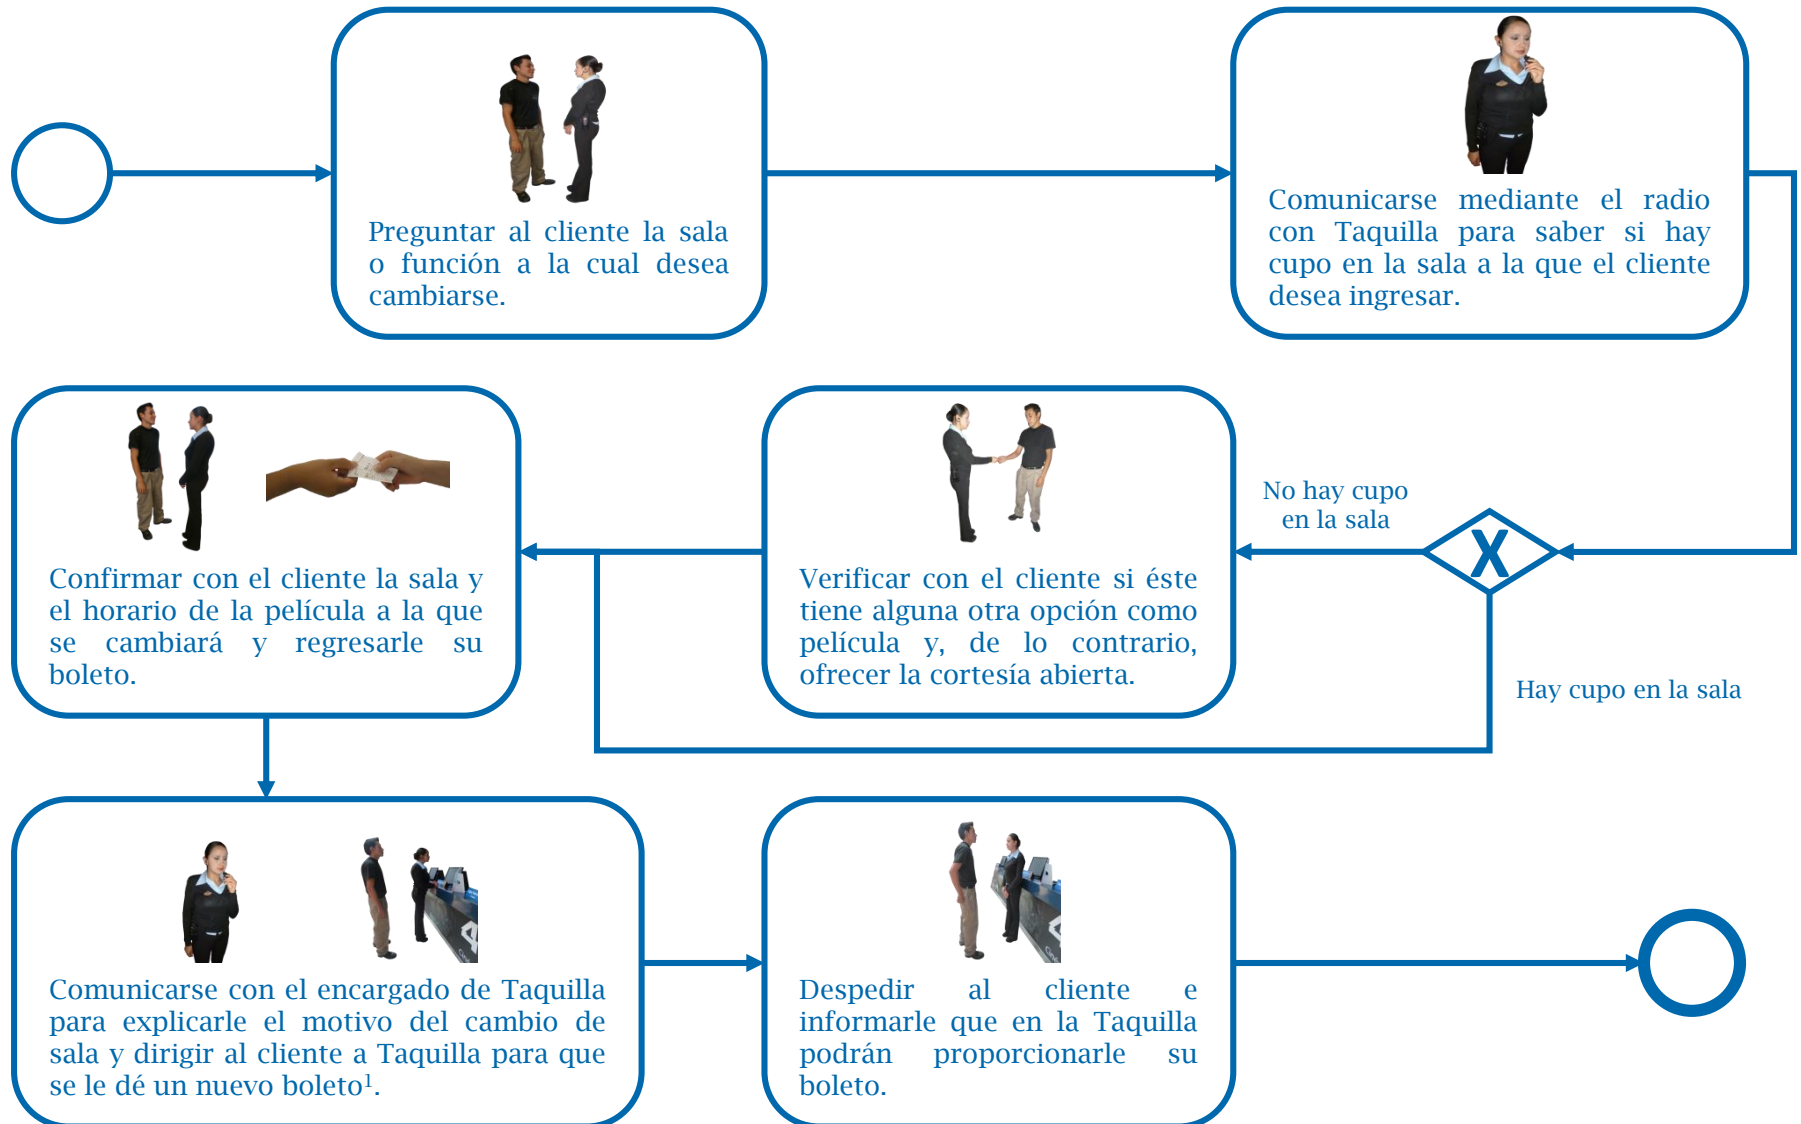 Preguntar al cliente la sala
o función a la cual desea
cambiarse.
Comunicarse mediante el radio
con Taquilla para saber si hay
cupo en la sala a la que el cliente
desea ingresar.
No hay cupo
en la sala
X
Hay cupo en la sala
Verificar con el cliente si éste
tiene alguna otra opción como
película y, de lo contrario,
ofrecer la cortesía abierta.
Confirmar con el cliente la sala y
el horario de la película a la que
se cambiará y regresarle su
boleto.
Comunicarse con el encargado de Taquilla
para explicarle el motivo del cambio de
sala y dirigir al cliente a Taquilla para que
se le dé un nuevo boleto¹.
Despedir al cliente e
informarle que en la Taquilla
podrán proporcionarle su
boleto.